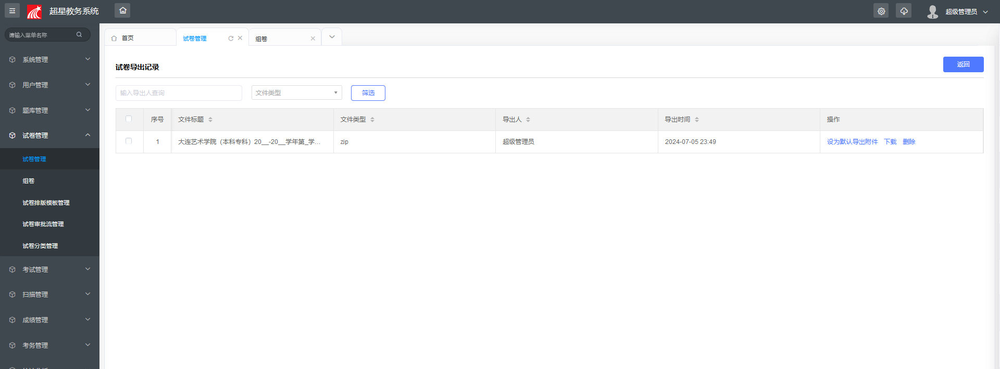 超星教务系统
超级管理员
请输入菜单名称
首页
试卷管理
组卷
系统管理
用户管理
题库管理
试卷管理
试卷管理
组卷
试卷排版模板管理
试卷审批流管理
试卷分类管理
考试管理
扫描管理
成绩管理
考务管理
试卷导出记录
返回
输入导出人查询
文件类型
筛选
序号 文件标题 文件类型 导出人 导出时间 操作
1 大连艺术学院（本科专科）20__-20__学年第_学... zip 超级管理员 2024-07-05 23:49 设为默认导出附件 下载 删除